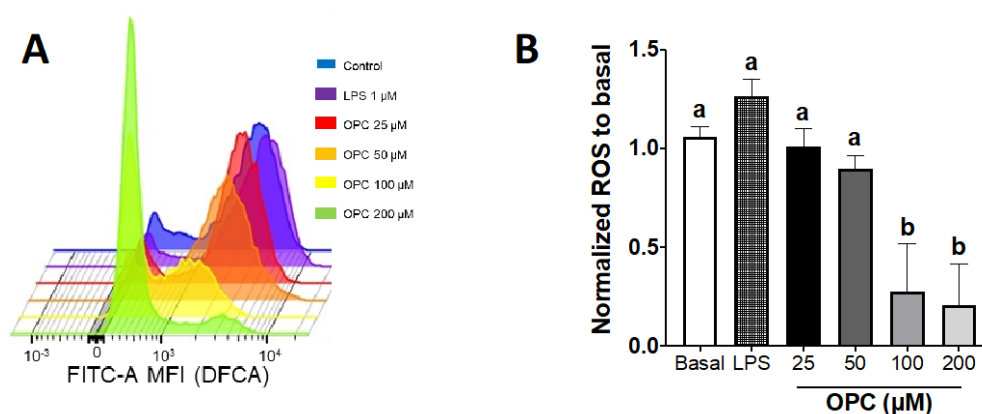 A
Control
LPS 1 µM
OPC 25 µM
OPC 50 µM
OPC 100 µM
OPC 200 µM
-10⁻³ 0 10³ 10⁴
FITC-A MFI (DFCA)
B
Normalized ROS to basal
1.5
1.0
0.5
0.0
a a a a b b
Basal LPS 25 50 100 200
OPC (µM)